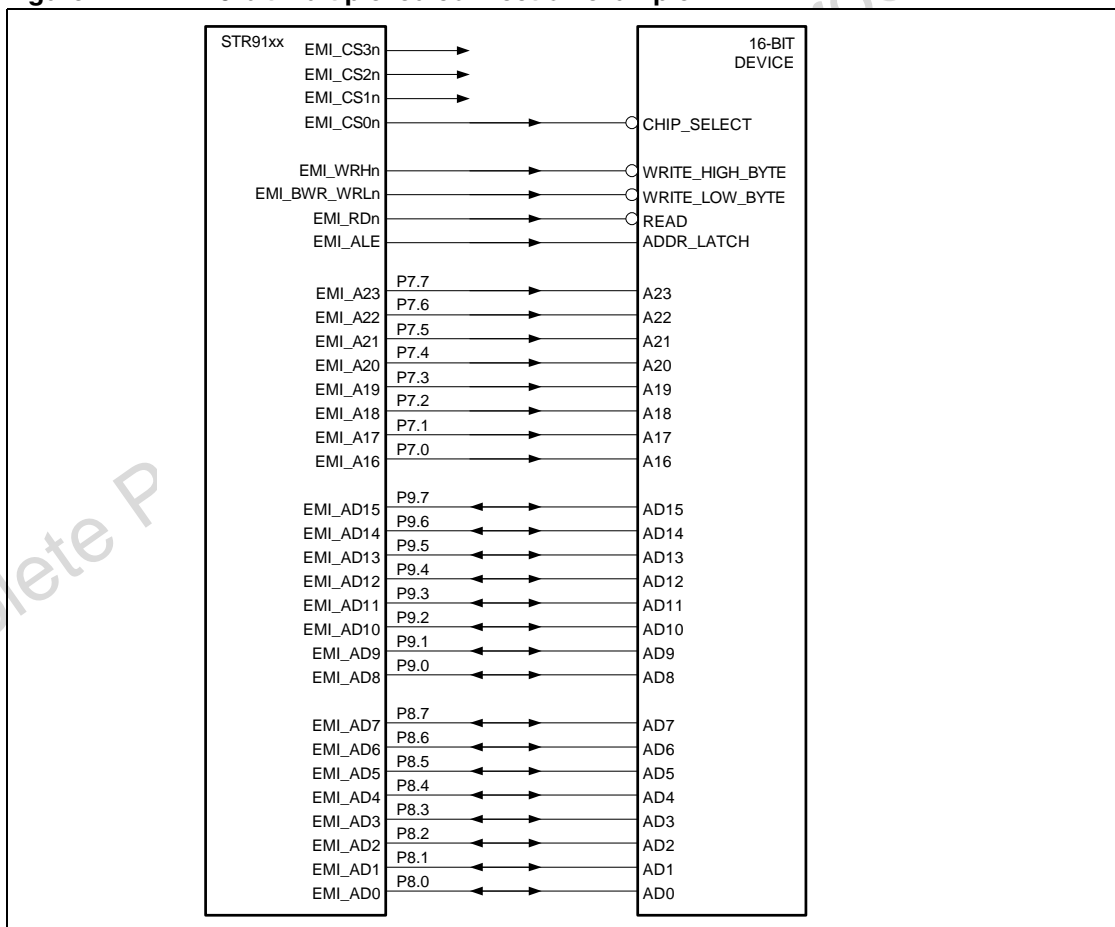 STR91xx
16-BIT
DEVICE
EMI_CS3n
EMI_CS2n
EMI_CS1n
EMI_CS0n CHIP_SELECT
EMI_WRHn WRITE_HIGH_BYTE
EMI_BWR_WRLn WRITE_LOW_BYTE
EMI_RDn READ
EMI_ALE ADDR_LATCH
EMI_A23 P7.7 A23
EMI_A22 P7.6 A22
EMI_A21 P7.5 A21
EMI_A20 P7.4 A20
EMI_A19 P7.3 A19
EMI_A18 P7.2 A18
EMI_A17 P7.1 A17
EMI_A16 P7.0 A16
EMI_AD15 P9.7 AD15
EMI_AD14 P9.6 AD14
EMI_AD13 P9.5 AD13
EMI_AD12 P9.4 AD12
EMI_AD11 P9.3 AD11
EMI_AD10 P9.2 AD10
EMI_AD9 P9.1 AD9
EMI_AD8 P9.0 AD8
EMI_AD7 P8.7 AD7
EMI_AD6 P8.6 AD6
EMI_AD5 P8.5 AD5
EMI_AD4 P8.4 AD4
EMI_AD3 P8.3 AD3
EMI_AD2 P8.2 AD2
EMI_AD1 P8.1 AD1
EMI_AD0 P8.0 AD0